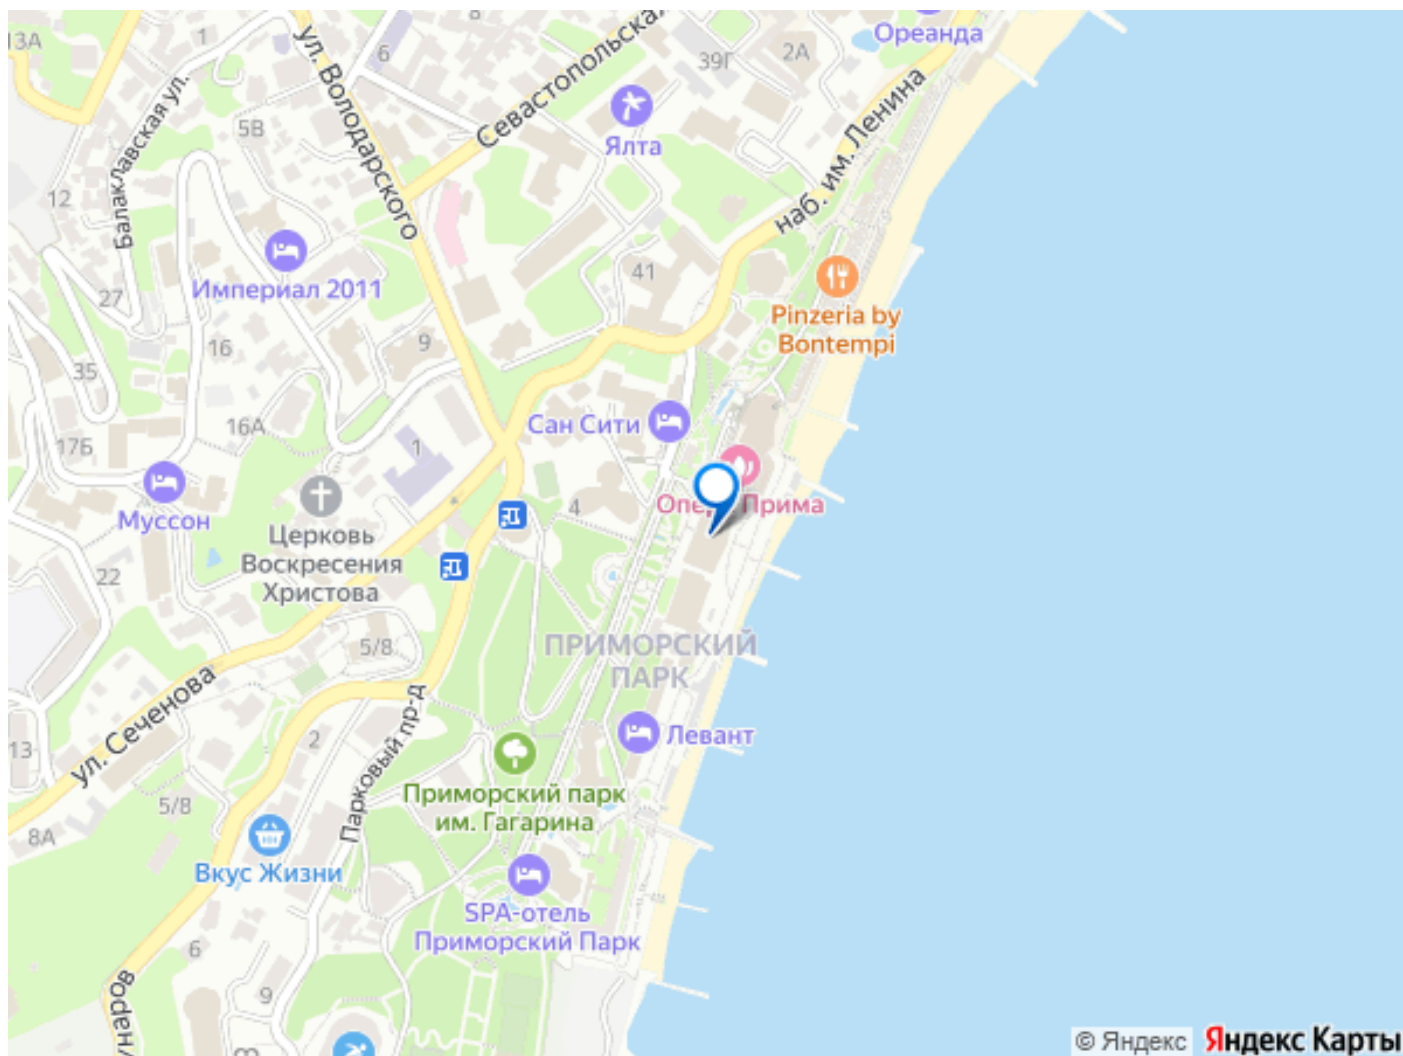 13А
1
8
6
ул. Володарского
Севастопольская
39Г
2А
Ореанда
Балаклавская ул.
5В
Ялта
наб. им. Ленина
12
Империал 2011
41
27
Pinzeria by
Bontempi
16
9
35
16А
17Б
1
Сан Сити
Муссон
4
Опе
Прима
Церковь
Воскресения
Христова
22
5/8
ПРИМОРСКИЙ
ПАРК
ул. Сеченова
13
2
Парковый пр-д
Левант
5/8
8А
Приморский парк
им. Гагарина
Вкус Жизни
SPA-отель
Приморский Парк
6
9
унаров
8
© Яндекс
Яндекс Карты